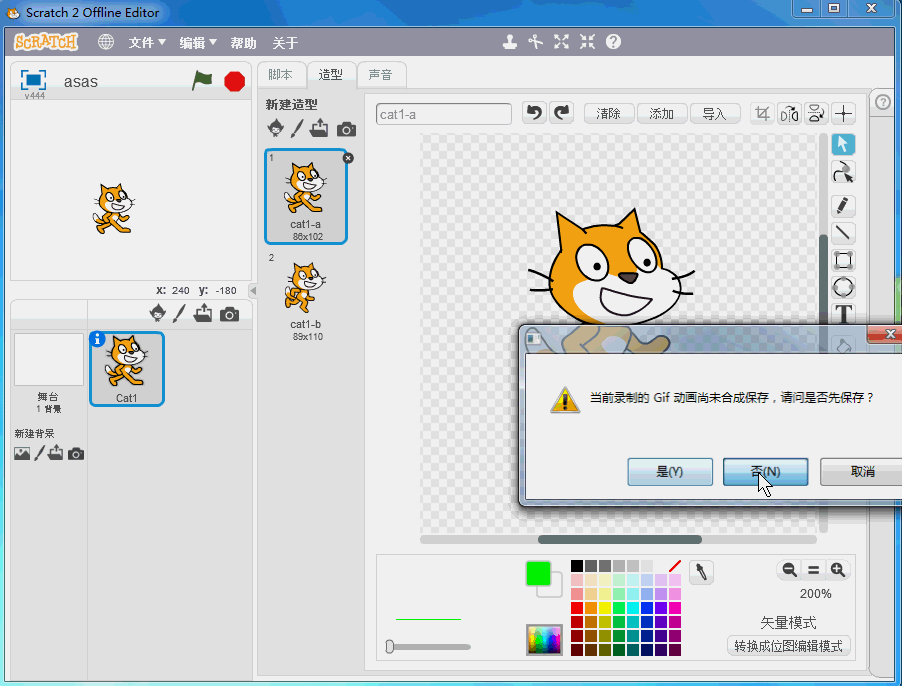 Scratch 2 Offline Editor
SCRATCH 文件 编辑 帮助 关于
v444
asas
脚本 造型 声音
新建造型
cat1-a
清除 添加 导入
1
cat1-a
86x102
2
cat1-b
89x110
X: 240 y: -180
舞台
1 背景
新建背景
Cat1
当前录制的 Gif 动画尚未合成保存，请问是否先保存？
是(Y) 否(N) 取消
T
200%
矢量模式
转换成位图编辑模式